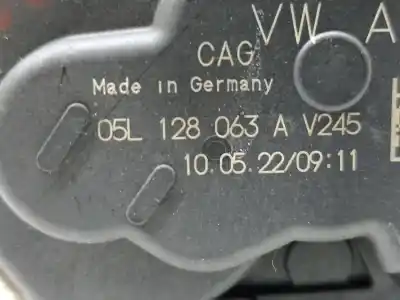 VW A
CAG
Made in Germany
05L 128 063 A V245
10.05.22/09:11